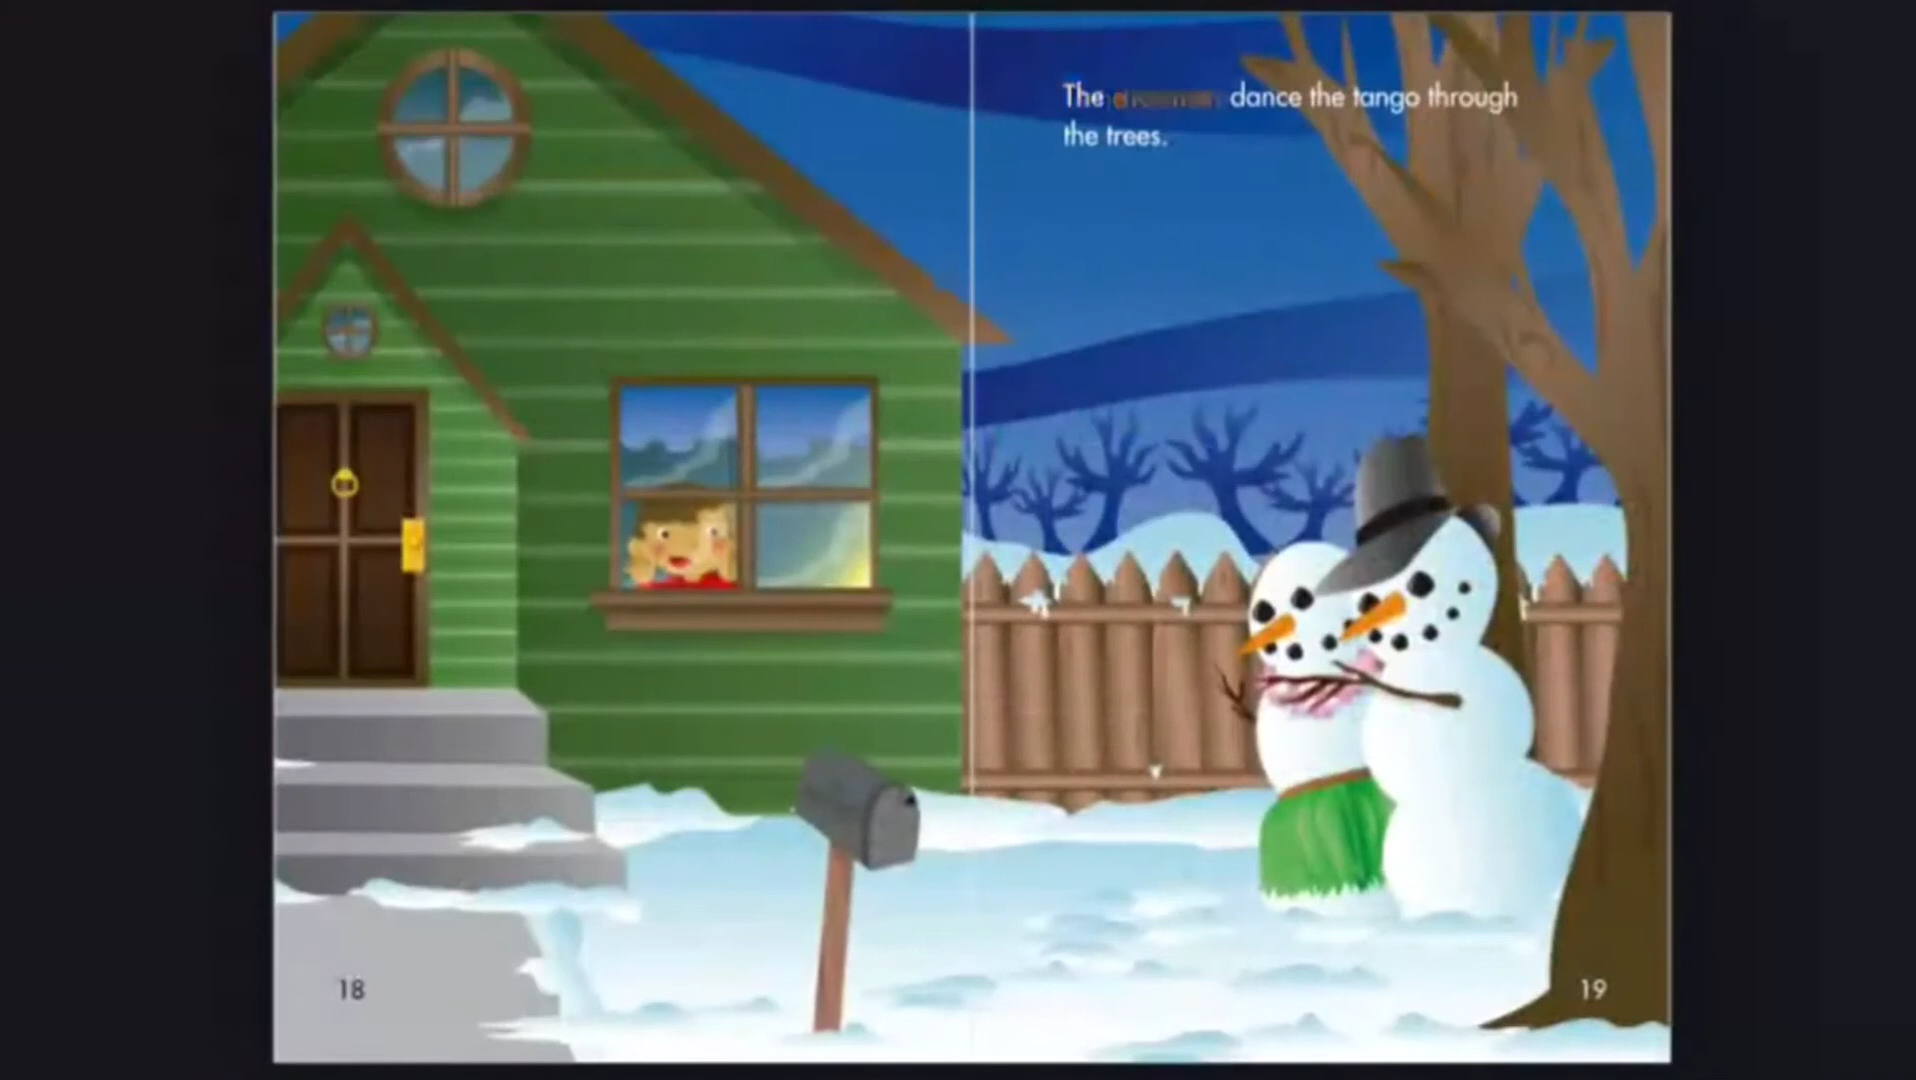 The dance the tango through
the trees.
18
19